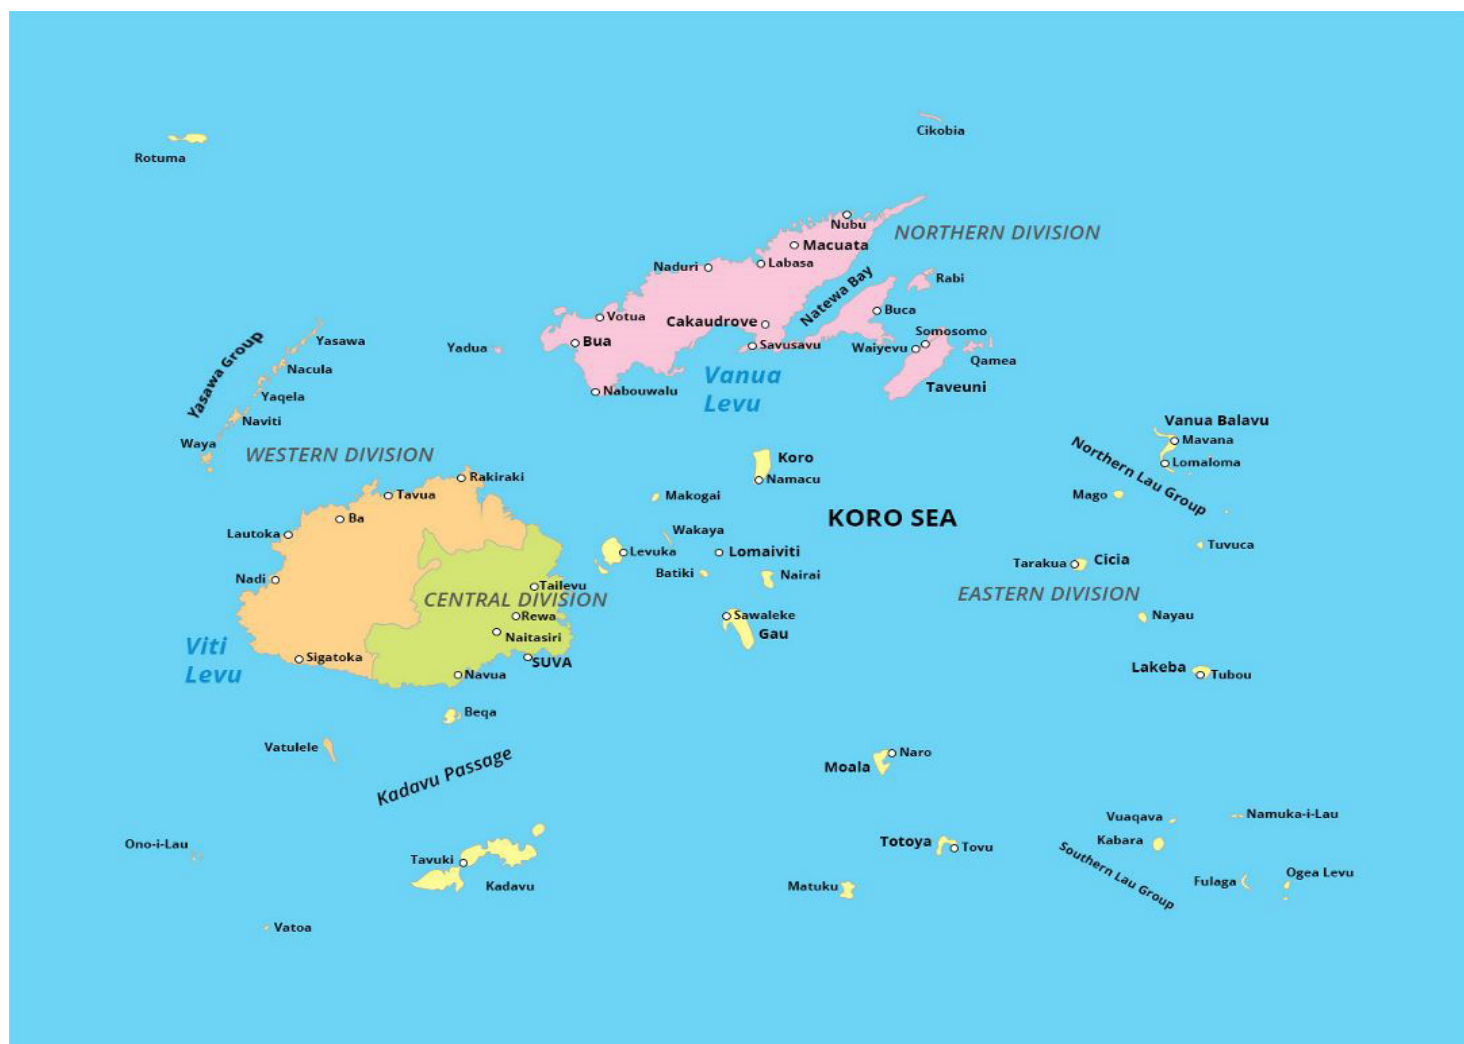 Cikobia
Rotuma
Nubu
NORTHERN DIVISION
Macuata
Labasa
Naduri
Natewa Bay
Rabi
Buca
Votua
Cakaudrove
Somosomo
Yasawa Group
Yasawa
Yadua
Bua
Savusavu
Waiyevu
Qamea
Nacula
Vanua
Levu
Taveuni
Yaqela
Nabouwalu
Naviti
Waya
WESTERN DIVISION
Vanua Balavu
Mavana
Northern Lau Group
Lomaloma
Koro
Namacu
Rakiraki
Tavua
Makogai
Mago
Ba
KORO SEA
Lautoka
Wakaya
Levuka
Lomaiviti
Tuvuca
Tarakua
Cicia
Batiki
Nairai
Nadi
Tailevu
CENTRAL DIVISION
EASTERN DIVISION
Rewa
Sawaleke
Nayau
Naitasiri
Gau
Viti
Levu
Sigatoka
SUVA
Navua
Lakeba
Tubou
Beqa
Vatulele
Kadavu Passage
Naro
Moala
Vuaqava
Namuka-i-Lau
Ono-i-Lau
Totoya
Tovu
Kabara
Tavuki
Southern Lau Group
Ogea Levu
Fulaga
Kadavu
Matuku
Vatoa